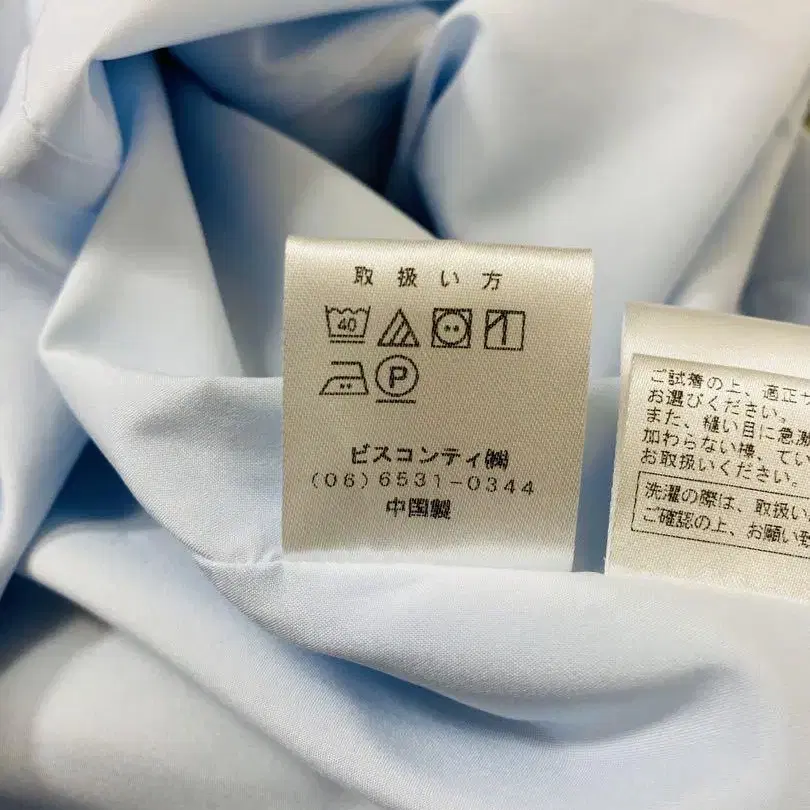 取扱い方
40
P
ビスコンティ㈱
(06)6531-0344
中国製
ご試着の上、適正サ
お選びください。
また、縫い目に急激
加わらない様、てい
お取扱いください。
洗濯の際は、取扱い
ご確認の上、お願い致